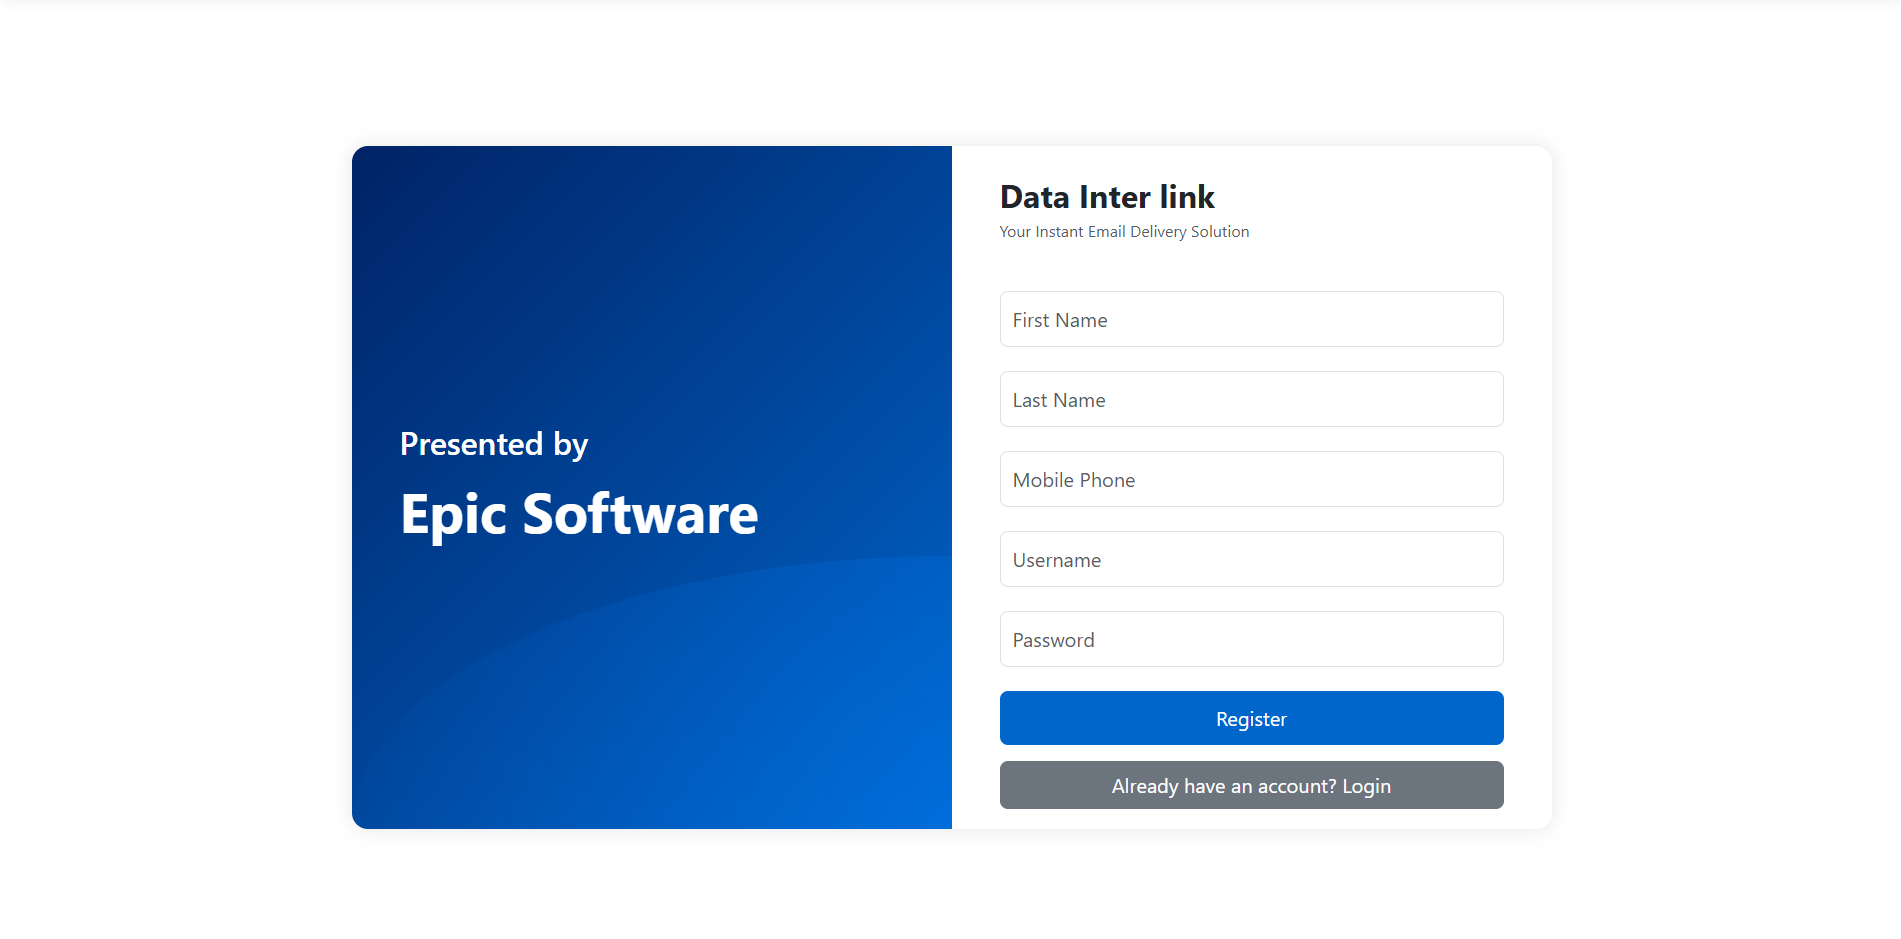 Presented by
Epic Software
Data Inter link
Your Instant Email Delivery Solution
First Name
Last Name
Mobile Phone
Username
Password
Register
Already have an account? Login